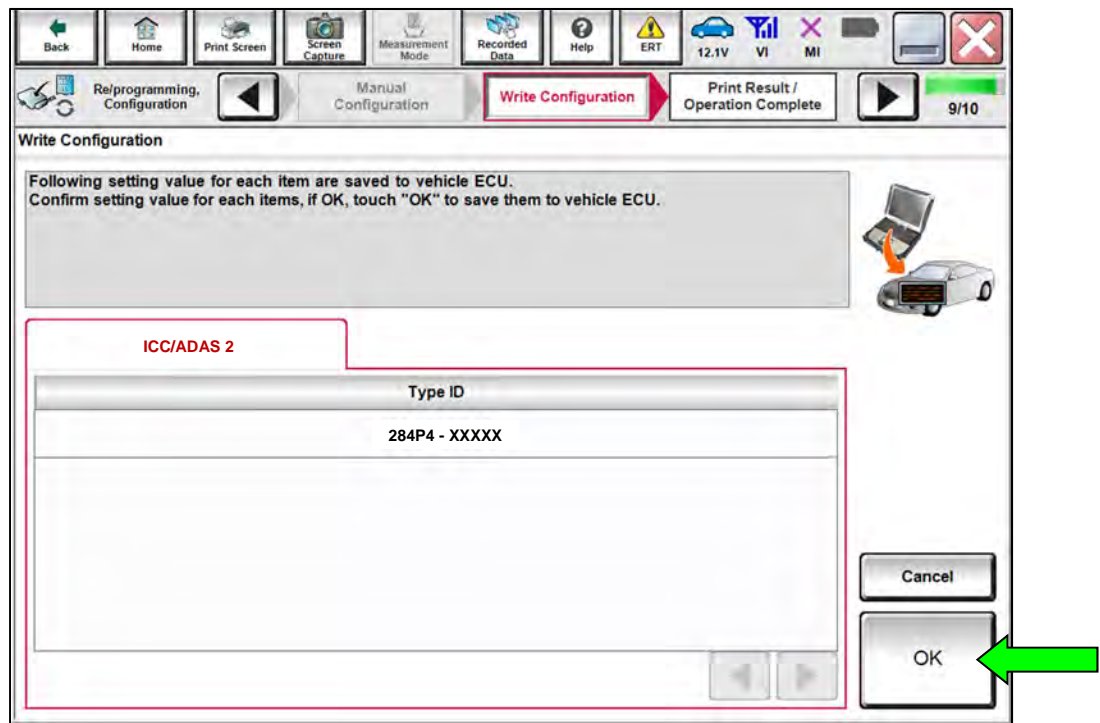 Back
Home
Print Screen
Screen
Capture
Measurement
Mode
Recorded
Data
Help
ERT
12.1V
VI
MI
Re/programming,
Configuration
Manual
Configuration
Write Configuration
Print Result /
Operation Complete
9/10
Write Configuration
Following setting value for each item are saved to vehicle ECU.
Confirm setting value for each items, if OK, touch "OK" to save them to vehicle ECU.
ICC/ADAS 2
Type ID
284P4 - XXXXX
Cancel
OK